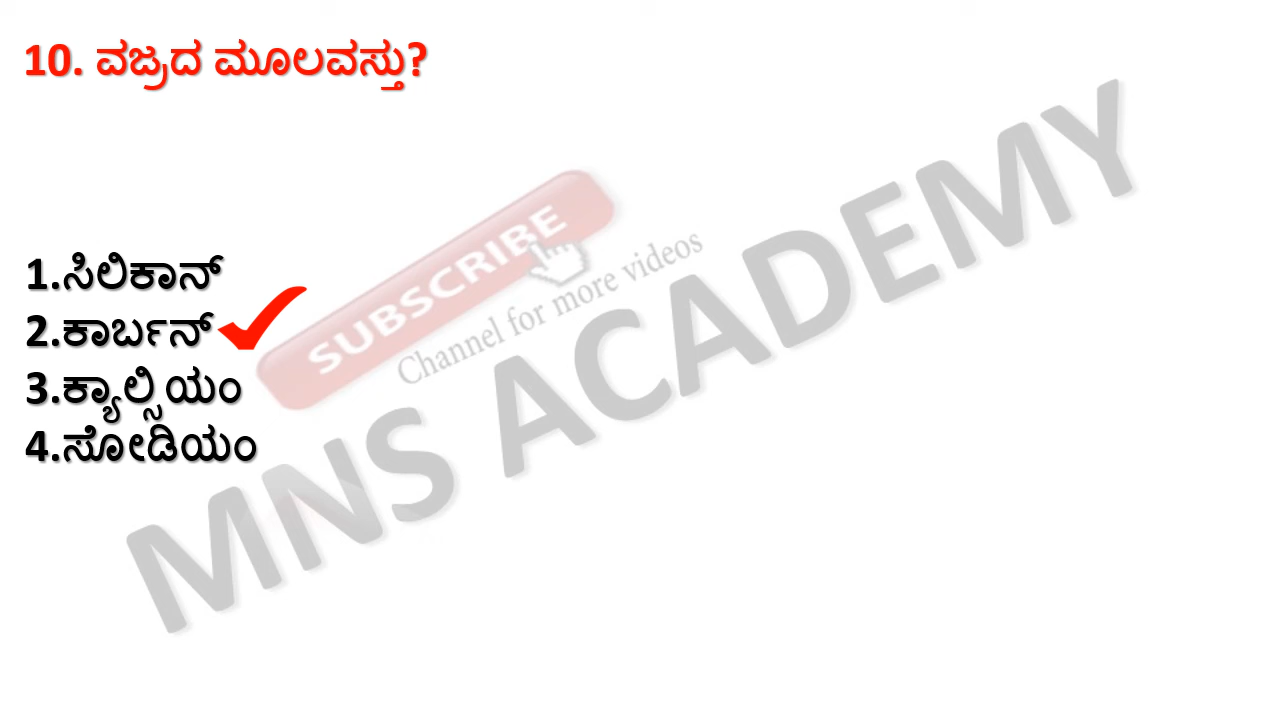 10. ವಜ್ರದ ಮೂಲವಸ್ತು?
1.ಸಿಲಿಕಾನ್
2.ಕಾರ್ಬನ್
3.ಕ್ಯಾಲ್ಸಿಯಂ
4.ಸೋಡಿಯಂ
SUBSCRIBE
Channel for more videos
MNS ACADEMY